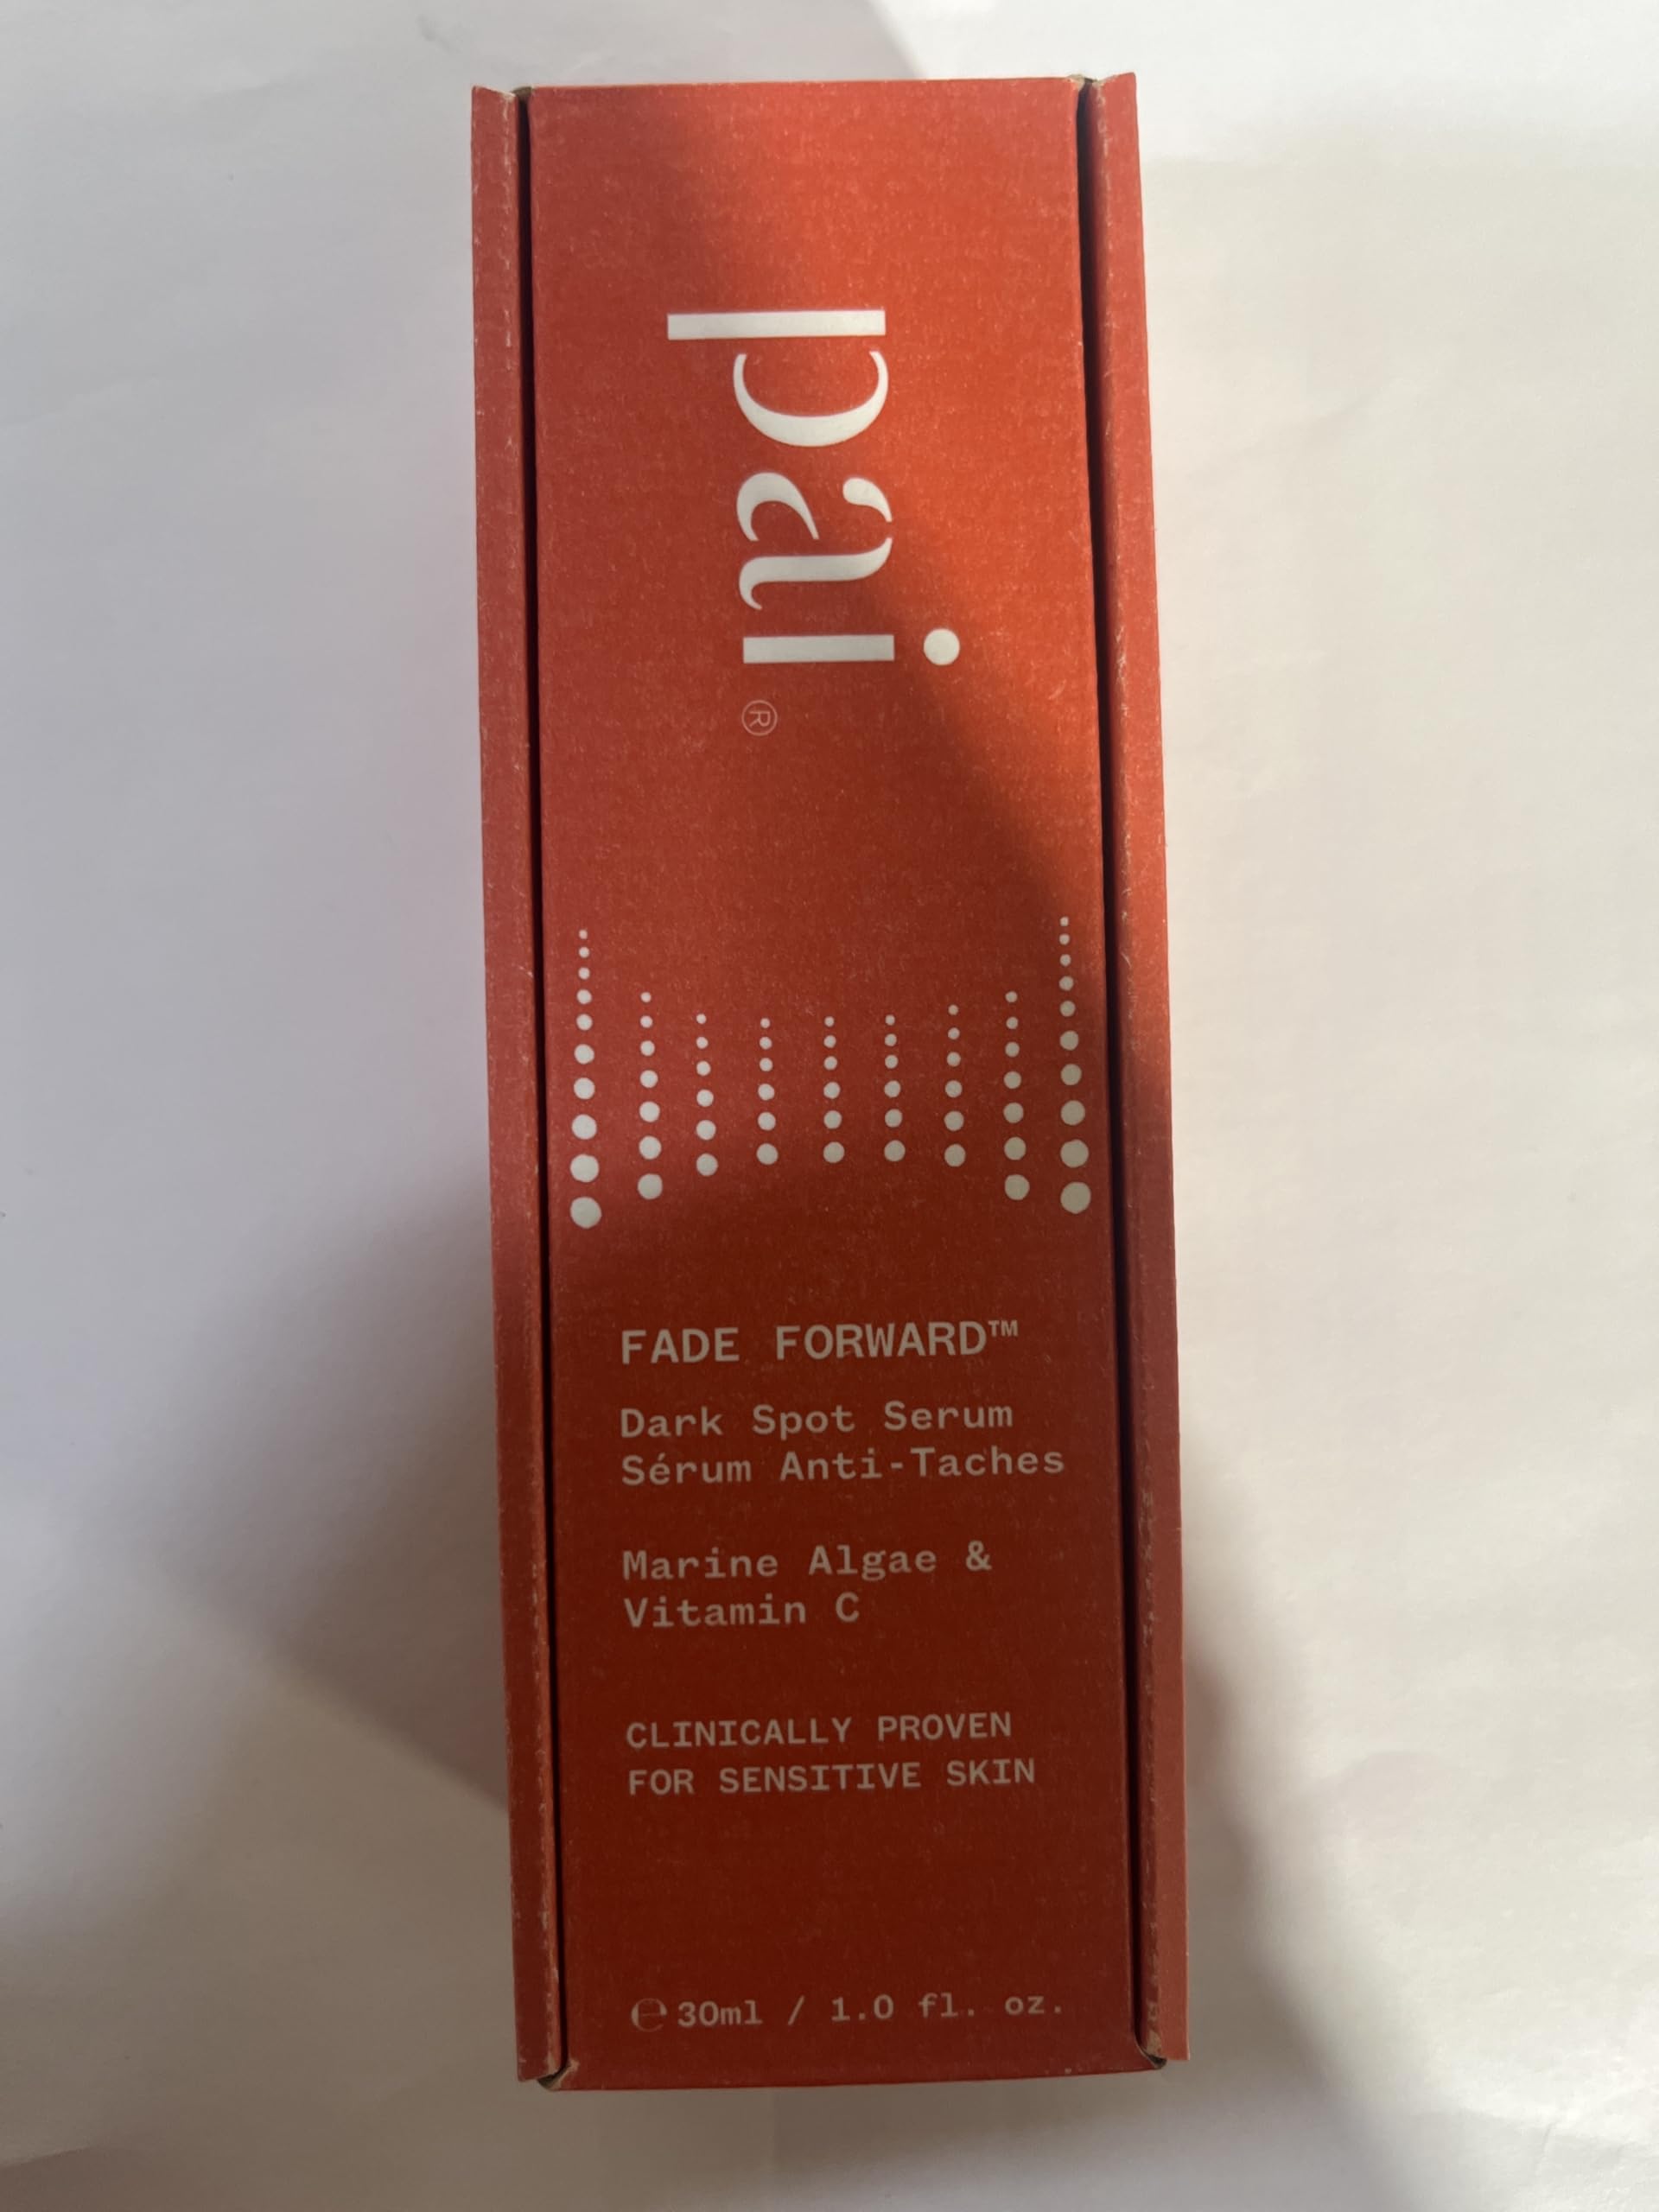 pai®
FADE FORWARD™
Dark Spot Serum
Sérum Anti-Taches
Marine Algae &
Vitamin C
CLINICALLY PROVEN
FOR SENSITIVE SKIN
℮30ml / 1.0 fl. oz.